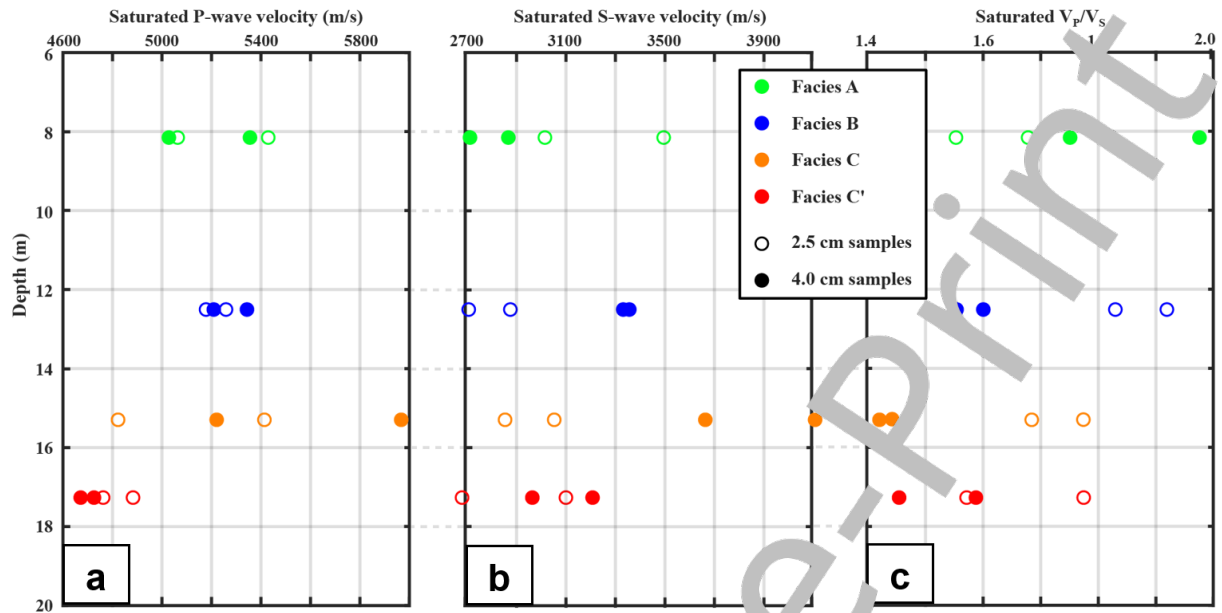 Saturated P-wave velocity (m/s)
4600 5000 5400 5800
Saturated S-wave velocity (m/s)
2700 3100 3500 3900
Saturated VP/VS
1.4 1.6 2.0
Depth (m)
6
8
10
12
14
16
18
20
Facies A
Facies B
Facies C
Facies C'
2.5 cm samples
4.0 cm samples
a
b
c
e-Print